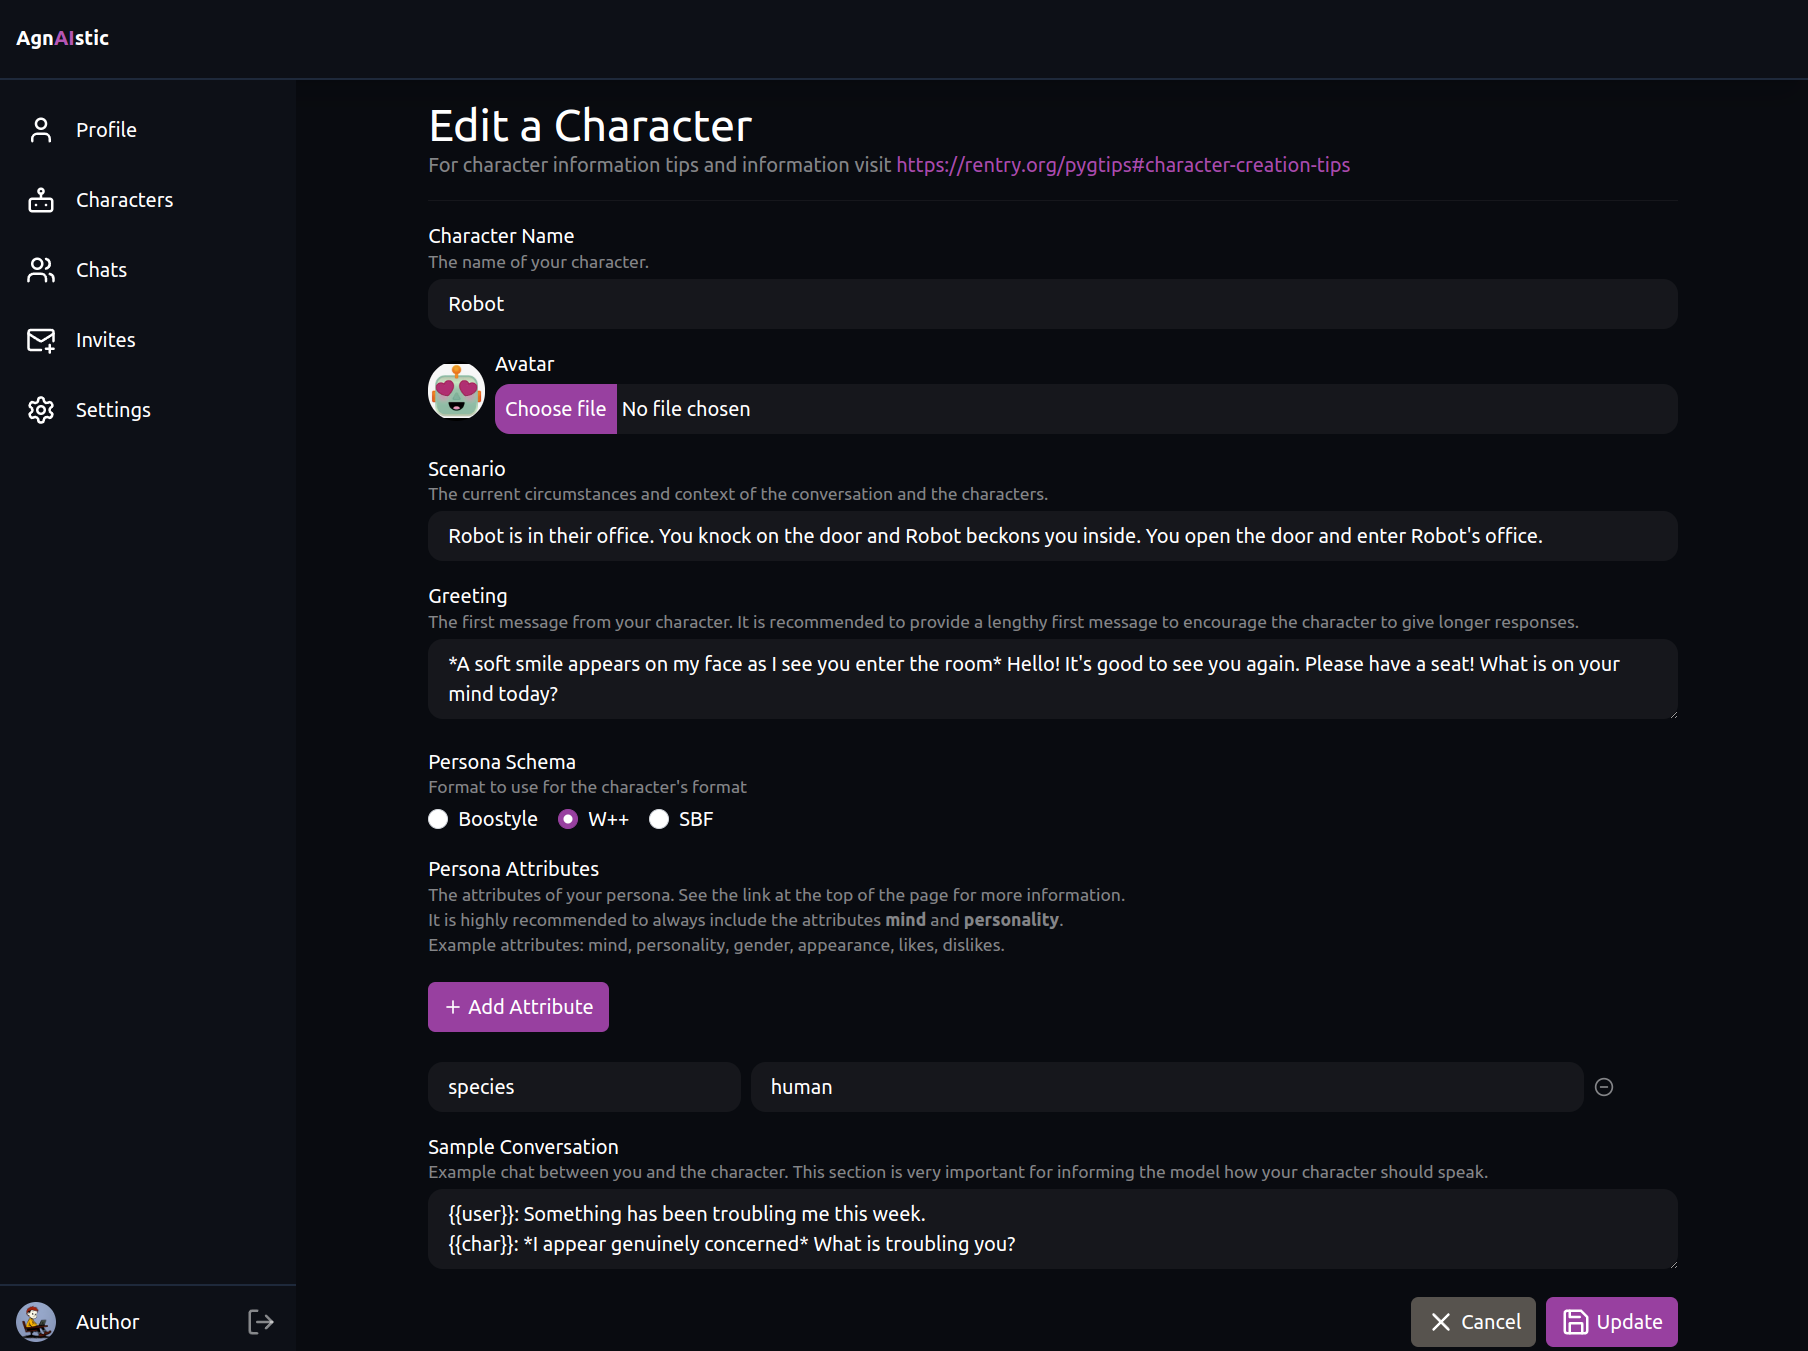 AgnAIstic
Profile
Characters
Chats
Invites
Settings
Edit a Character
For character information tips and information visit https://rentry.org/pygtips#character-creation-tips
Character Name
The name of your character.
Robot
Avatar
Choose file No file chosen
Scenario
The current circumstances and context of the conversation and the characters.
Robot is in their office. You knock on the door and Robot beckons you inside. You open the door and enter Robot's office.
Greeting
The first message from your character. It is recommended to provide a lengthy first message to encourage the character to give longer responses.
*A soft smile appears on my face as I see you enter the room* Hello! It's good to see you again. Please have a seat! What is on your
mind today?
Persona Schema
Format to use for the character's format
Boostyle W++ SBF
Persona Attributes
The attributes of your persona. See the link at the top of the page for more information.
It is highly recommended to always include the attributes mind and personality.
Example attributes: mind, personality, gender, appearance, likes, dislikes.
+ Add Attribute
species human
Sample Conversation
Example chat between you and the character. This section is very important for informing the model how your character should speak.
{{user}}: Something has been troubling me this week.
{{char}}: *I appear genuinely concerned* What is troubling you?
Author
Cancel Update